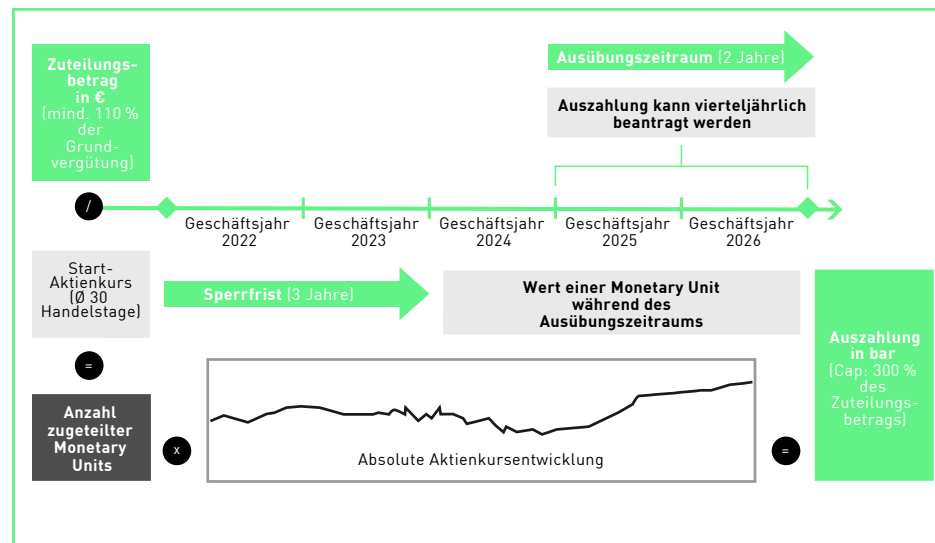 Zuteilungs-
betrag
in €
(mind. 110 %
der
Grund-
vergütung)
Ausübungszeitraum (2 Jahre)
Auszahlung kann vierteljährlich
beantragt werden
/
Geschäftsjahr
2022
Geschäftsjahr
2023
Geschäftsjahr
2024
Geschäftsjahr
2025
Geschäftsjahr
2026
Start-
Aktienkurs
(Ø 30
Handelstage)
Sperrfrist (3 Jahre)
Wert einer Monetary Unit
während des
Ausübungszeitraums
=
Anzahl
zugeteilter
Monetary
Units
x
Absolute Aktienkursentwicklung
=
Auszahlung
in bar
(Cap: 300 %
des
Zuteilungs-
betrags)